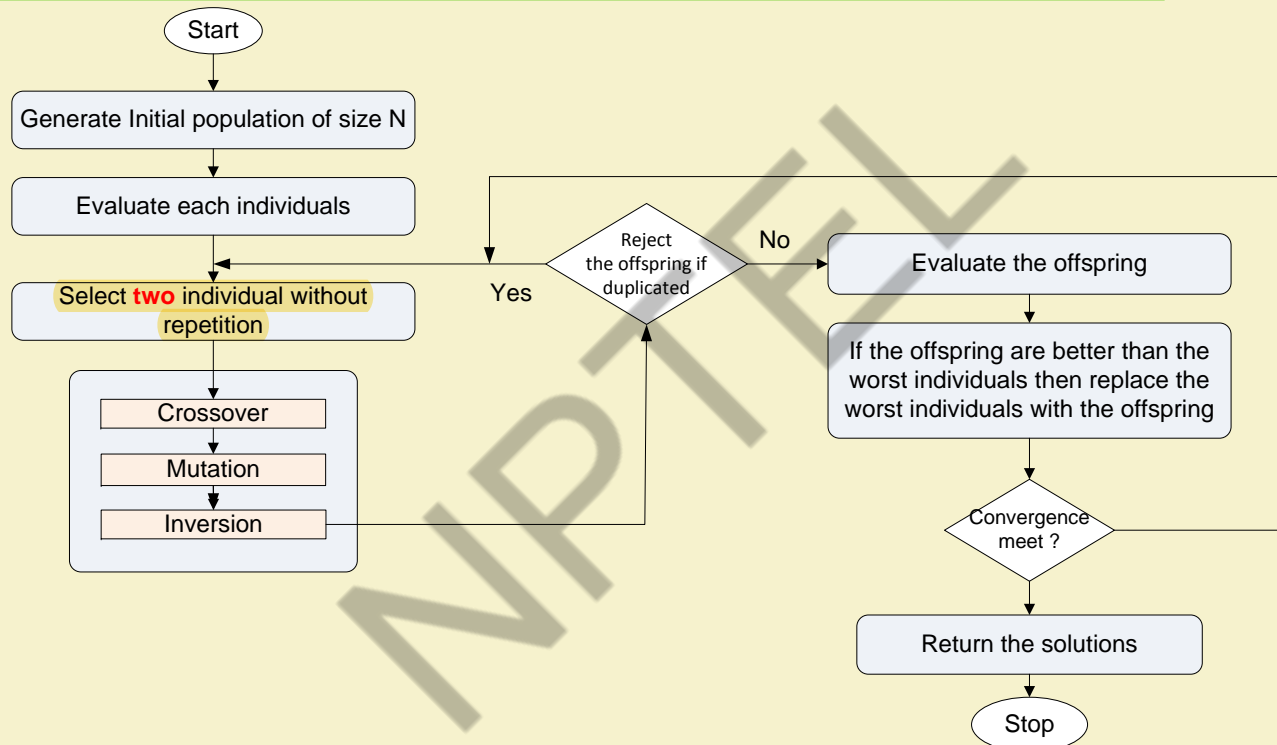 Start
Generate Initial population of size N
Evaluate each individuals
Select two individual without
repetition
Crossover
Mutation
Inversion
Reject
the offspring if
duplicated
Yes
No
Evaluate the offspring
If the offspring are better than the
worst individuals then replace the
worst individuals with the offspring
Convergence
meet ?
Return the solutions
Stop
NPTEL